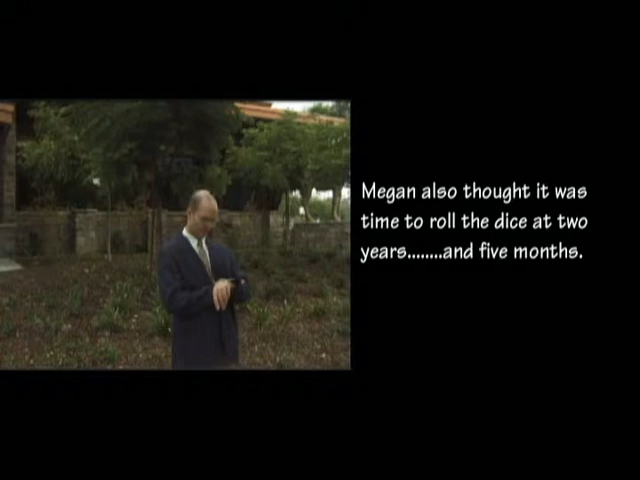 Megan also thought it was
time to roll the dice at two
years........and five months.